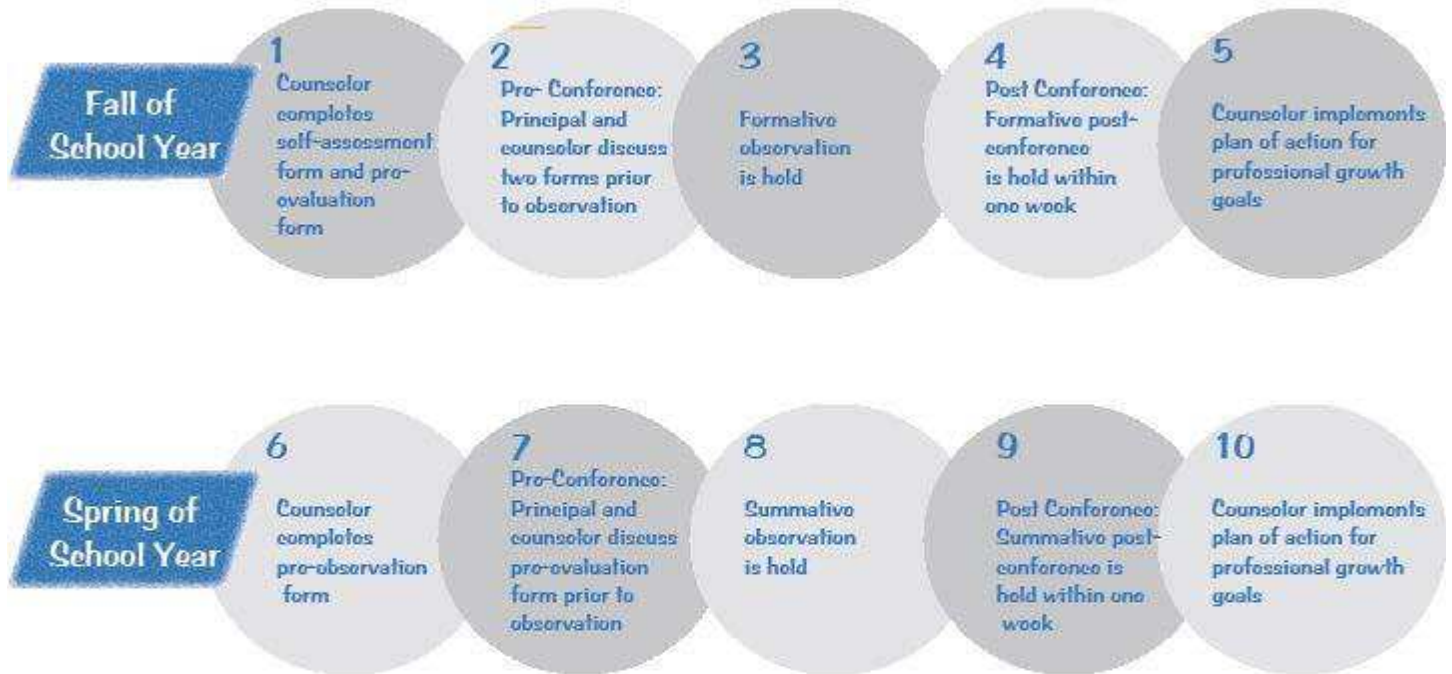 Fall of
School Year
1
Counselor
completes
self-assessment
form and pre-
evaluation
form
2
Pre- Conference:
Principal and
counselor discuss
two forms prior
to observation
3
Formative
observation
is held
4
Post Conference:
Formative post-
conference
is held within
one week
5
Counselor implements
plan of action for
professional growth
goals
Spring of
School Year
6
Counselor
completes
pre-observation
form
7
Pre-Conference:
Principal and
counselor discuss
pre-evaluation
form prior to
observation
8
Summative
observation
is held
9
Post Conference:
Summative post-
conference is
held within one
week
10
Counselor implements
plan of action for
professional growth
goals